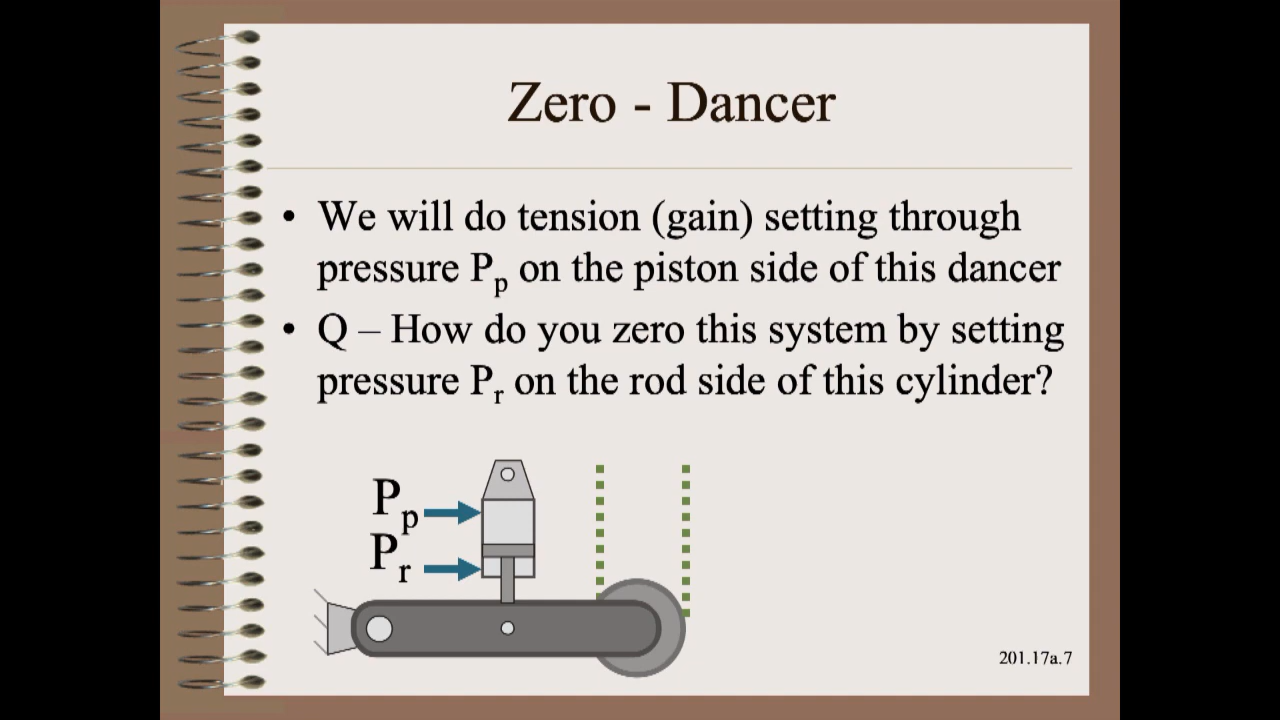 Zero - Dancer
• We will do tension (gain) setting through
pressure Pp on the piston side of this dancer
• Q – How do you zero this system by setting
pressure Pr on the rod side of this cylinder?
Pp
Pr
201.17a.7